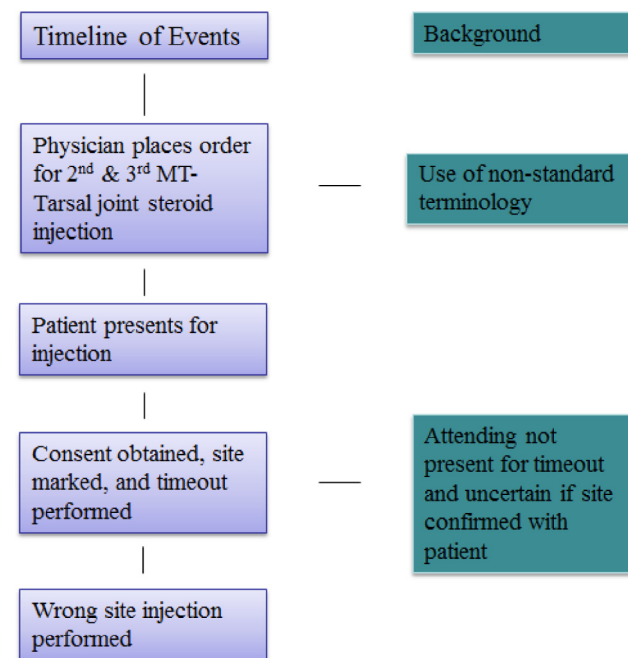 Timeline of Events
Background
Physician places order
for 2nd & 3rd MT-
Tarsal joint steroid
injection
Use of non-standard
terminology
Patient presents for
injection
Consent obtained, site
marked, and timeout
performed
Attending not
present for timeout
and uncertain if site
confirmed with
patient
Wrong site injection
performed